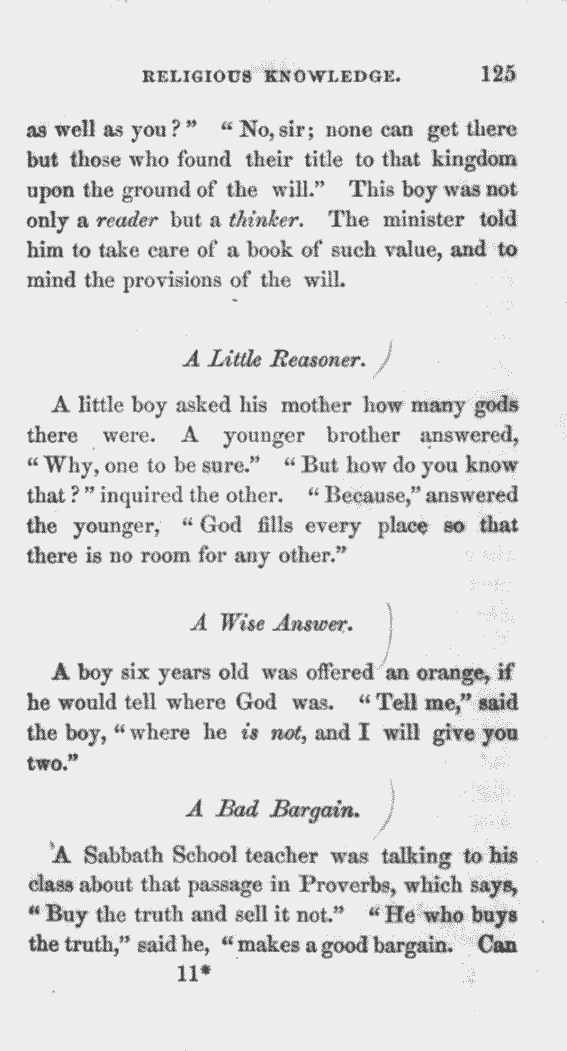 RELIGIOUS KNOWLEDGE. 125
as well as you?" "No, sir; none can get there
but those who found their title to that kingdom
upon the ground of the will." This boy was not
only a reader but a thinker. The minister told
him to take care of a book of such value, and to
mind the provisions of the will.
A Little Reasoner.
A little boy asked his mother how many gods
there were. A younger brother answered,
"Why, one to be sure." "But how do you know
that?" inquired the other. "Because," answered
the younger, "God fills every place so that
there is no room for any other."
A Wise Answer.
A boy six years old was offered an orange, if
he would tell where God was. "Tell me," said
the boy, "where he is not, and I will give you
two."
A Bad Bargain.
A Sabbath School teacher was talking to his
class about that passage in Proverbs, which says,
"Buy the truth and sell it not." "He who buys
the truth," said he, "makes a good bargain. Can
11*